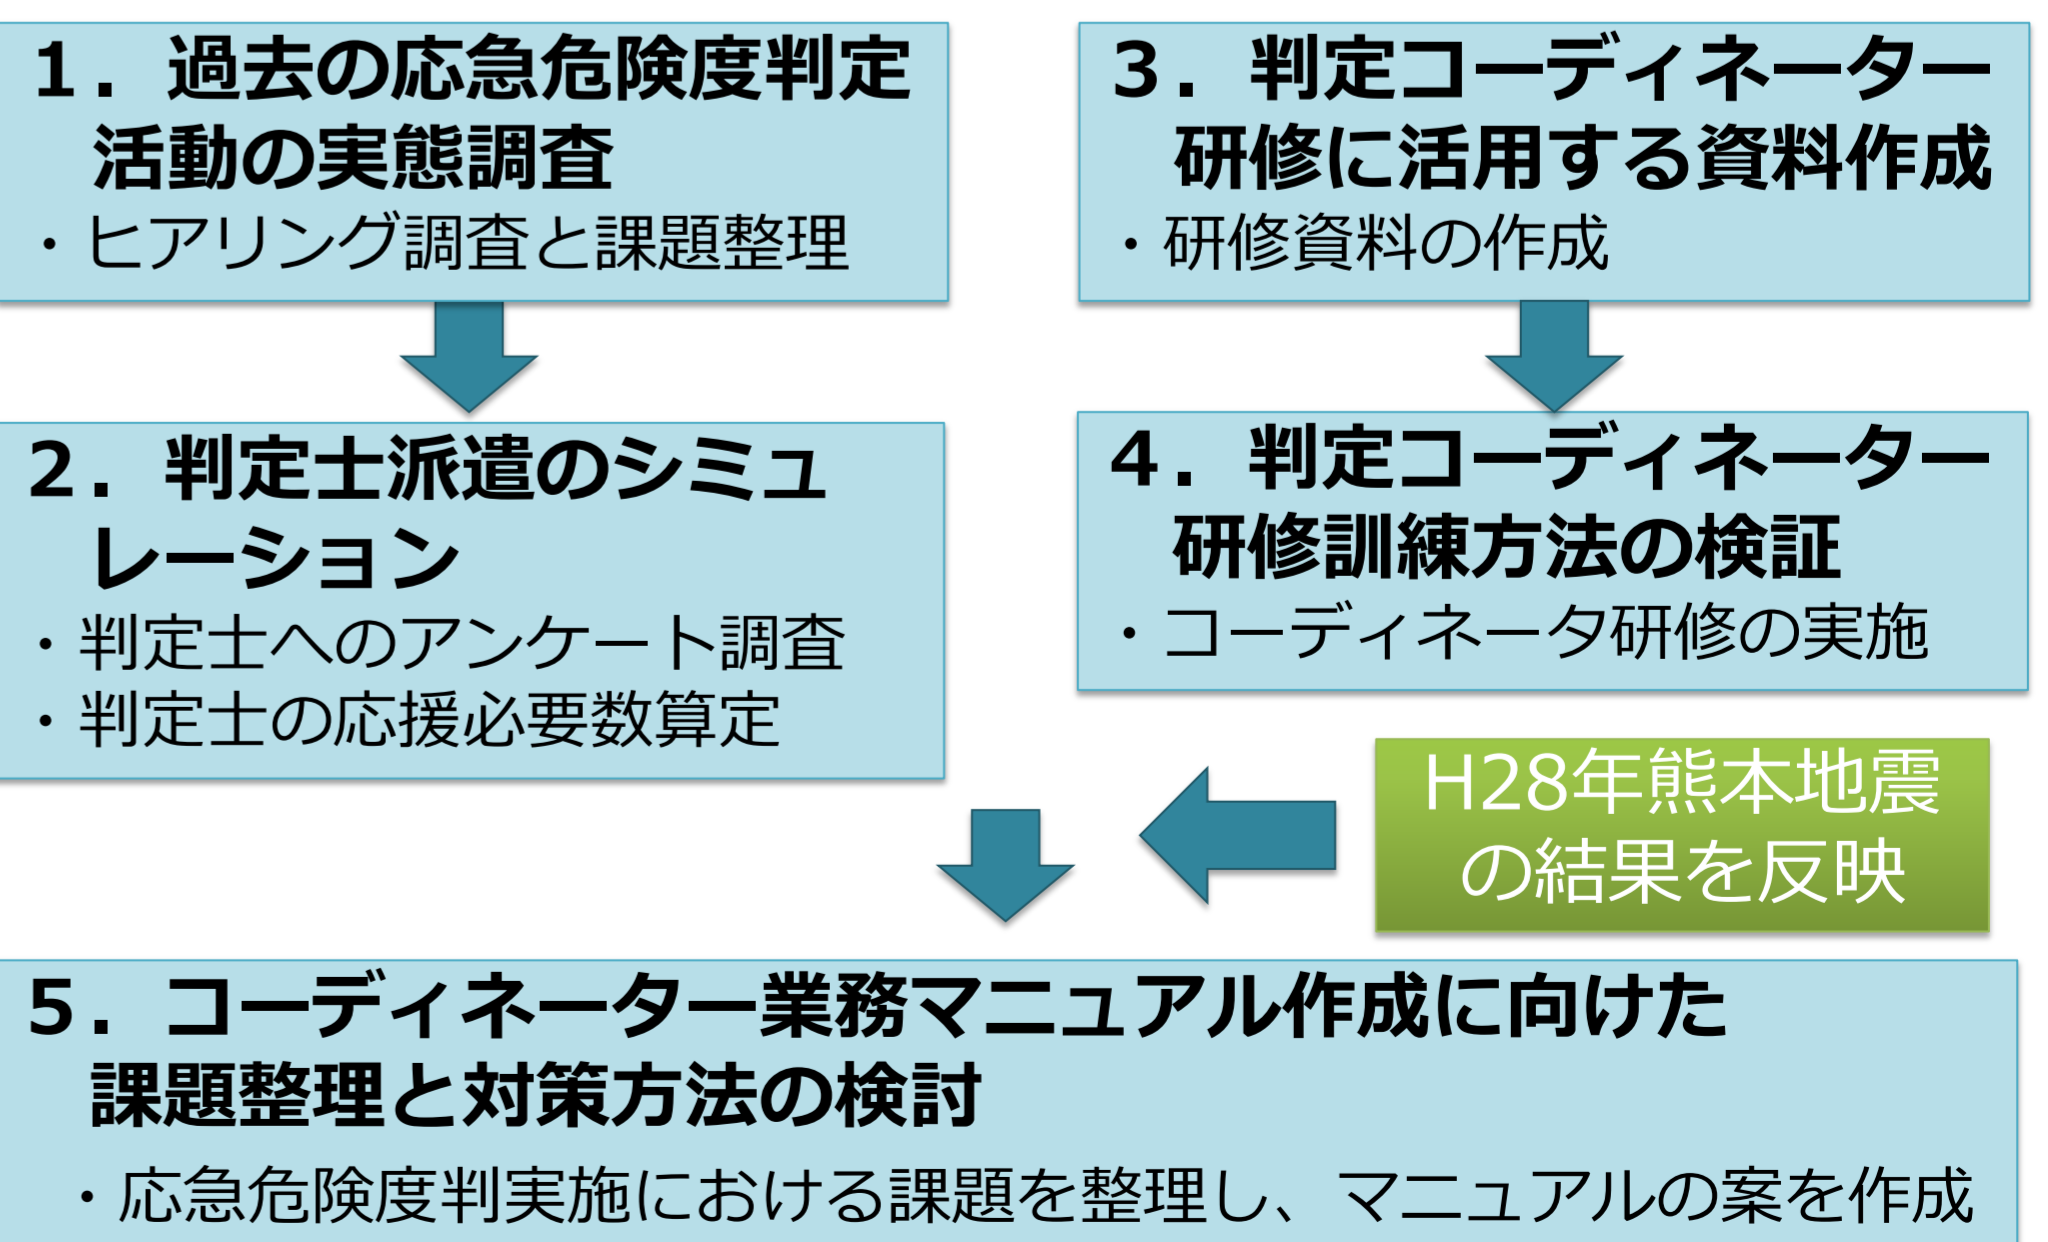 １．過去の応急危険度判定
活動の実態調査
・ヒアリング調査と課題整理
２．判定士派遣のシミュ
レーション
・判定士へのアンケート調査
・判定士の応援必要数算定
３．判定コーディネーター
研修に活用する資料作成
・研修資料の作成
４．判定コーディネーター
研修訓練方法の検証
・コーディネータ研修の実施
H28年熊本地震
の結果を反映
５．コーディネーター業務マニュアル作成に向けた
課題整理と対策方法の検討
・応急危険度判実施における課題を整理し、マニュアルの案を作成